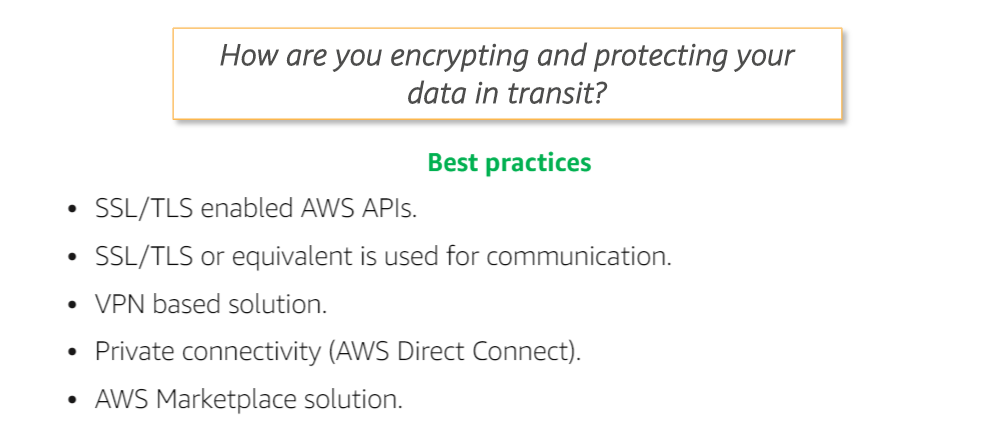 How are you encrypting and protecting your
data in transit?
Best practices
• SSL/TLS enabled AWS APIs.
• SSL/TLS or equivalent is used for communication.
• VPN based solution.
• Private connectivity (AWS Direct Connect).
• AWS Marketplace solution.